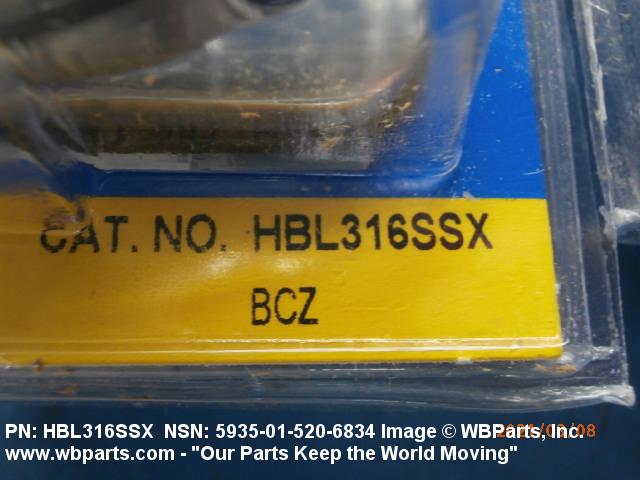 CAT. NO. HBL316SSX
BCZ
PN: HBL316SSX NSN: 5935-01-520-6834 Image © WBParts, Inc.
www.wbparts.com - "Our Parts Keep the World Moving"